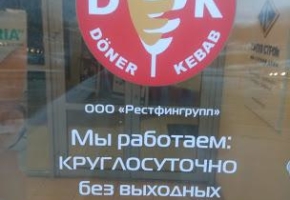 D K
DÖNER KEBAB
ООО «Рестфингрупп»
Мы работаем:
КРУГЛОСУТОЧНО
без выходных